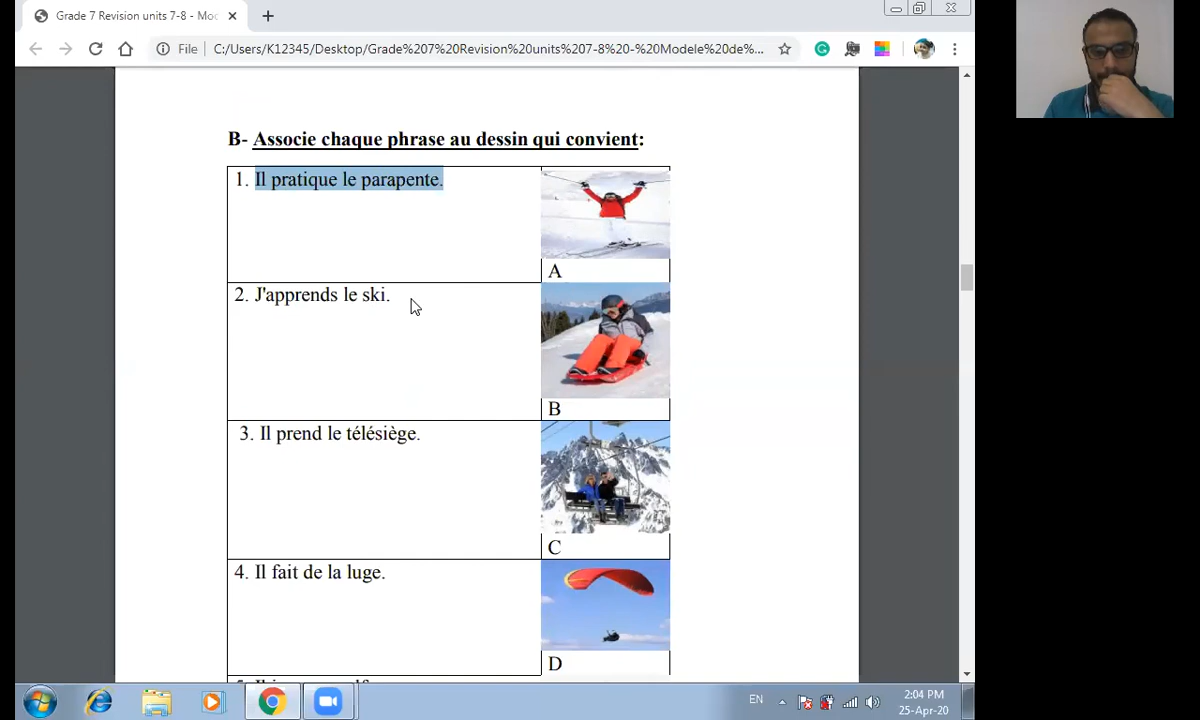 Grade 7 Revision units 7-8 - Moc
File
C:/Users/K12345/Desktop/Grade%207%20Revision%20units%207-8%20-%20Modele%20de%...
B- Associe chaque phrase au dessin qui convient:
1. Il pratique le parapente.
A
2. J'apprends le ski.
B
3. Il prend le télésiège.
C
4. Il fait de la luge.
D
EN
2:04 PM
25-Apr-20